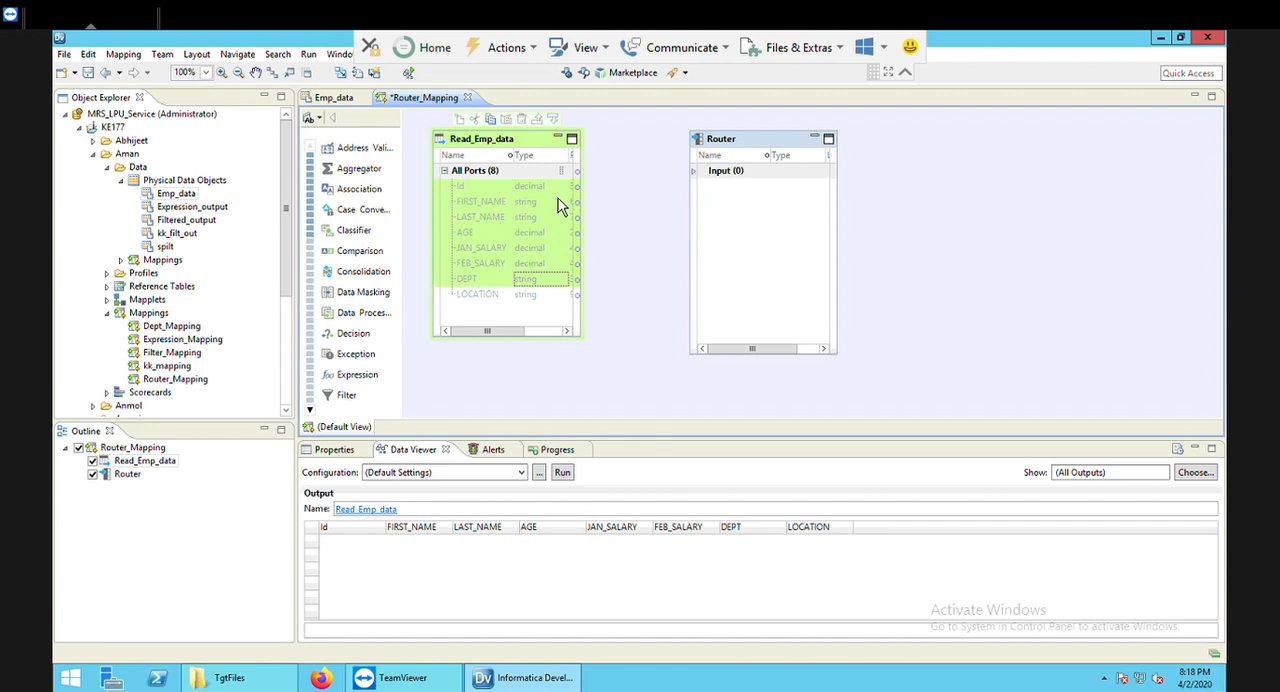 Home
Actions
View
Communicate
Files & Extras
File Edit Mapping Team Layout Navigate Search Run Windo
100%
Marketplace
Quick Access
Object Explorer
MRS_LPU_Service (Administrator)
KE177
Abhijeet
Aman
Data
Physical Data Objects
Emp_data
Expression_output
Filtered_output
kk_filt_out
spilt
Mappings
Profiles
Reference Tables
Mapplets
Mappings
Dept_Mapping
Expression_Mapping
Filter_Mapping
kk_mapping
Router_Mapping
Scorecards
Anmol
Emp_data
*Router_Mapping
Ab
Address Vali...
Aggregator
Association
Case Conve...
Classifier
Comparison
Consolidation
Data Masking
Data Proces...
Decision
Exception
Expression
Filter
Read_Emp_data
Name Type
All Ports (8)
Id decimal
FIRST_NAME string
LAST_NAME string
AGE decimal
JAN_SALARY decimal
FEB_SALARY decimal
DEPT string
LOCATION string
Router
Name Type
Input (0)
(Default View)
Outline
Router_Mapping
Read_Emp_data
Router
Properties
Data Viewer
Alerts
Progress
Configuration: (Default Settings) ... Run
Show: (All Outputs) Choose...
Output
Name: Read_Emp_data
Id FIRST_NAME LAST_NAME AGE JAN_SALARY FEB_SALARY DEPT LOCATION
Activate Windows
Go to System in Control Panel to activate Windows.
TgtFiles
TeamViewer
Dv Informatica Devel...
8:18 PM
4/2/2020